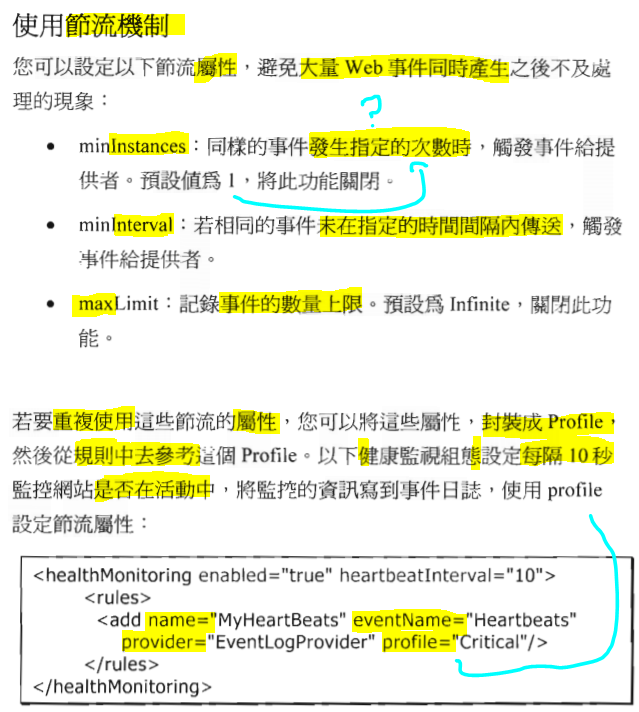 使用節流機制
您可以設定以下節流屬性，避免大量 Web 事件同時產生之後不及處
理的現象：
?
• minInstances：同樣的事件發生指定的次數時，觸發事件給提
供者。預設值為 1，將此功能關閉。
• minInterval：若相同的事件未在指定的時間間隔內傳送，觸發
事件給提供者。
• maxLimit：記錄事件的數量上限。預設為 Infinite，關閉此功
能。
若要重複使用這些節流的屬性，您可以將這些屬性，封裝成 Profile，
然後從規則中去參考這個 Profile。以下健康監視組態設定每隔 10 秒
監控網站是否在活動中，將監控的資訊寫到事件日誌，使用 profile
設定節流屬性：
<healthMonitoring enabled="true" heartbeatInterval="10">
<rules>
<add name="MyHeartBeats" eventName="Heartbeats"
provider="EventLogProvider" profile="Critical"/>
</rules>
</healthMonitoring>